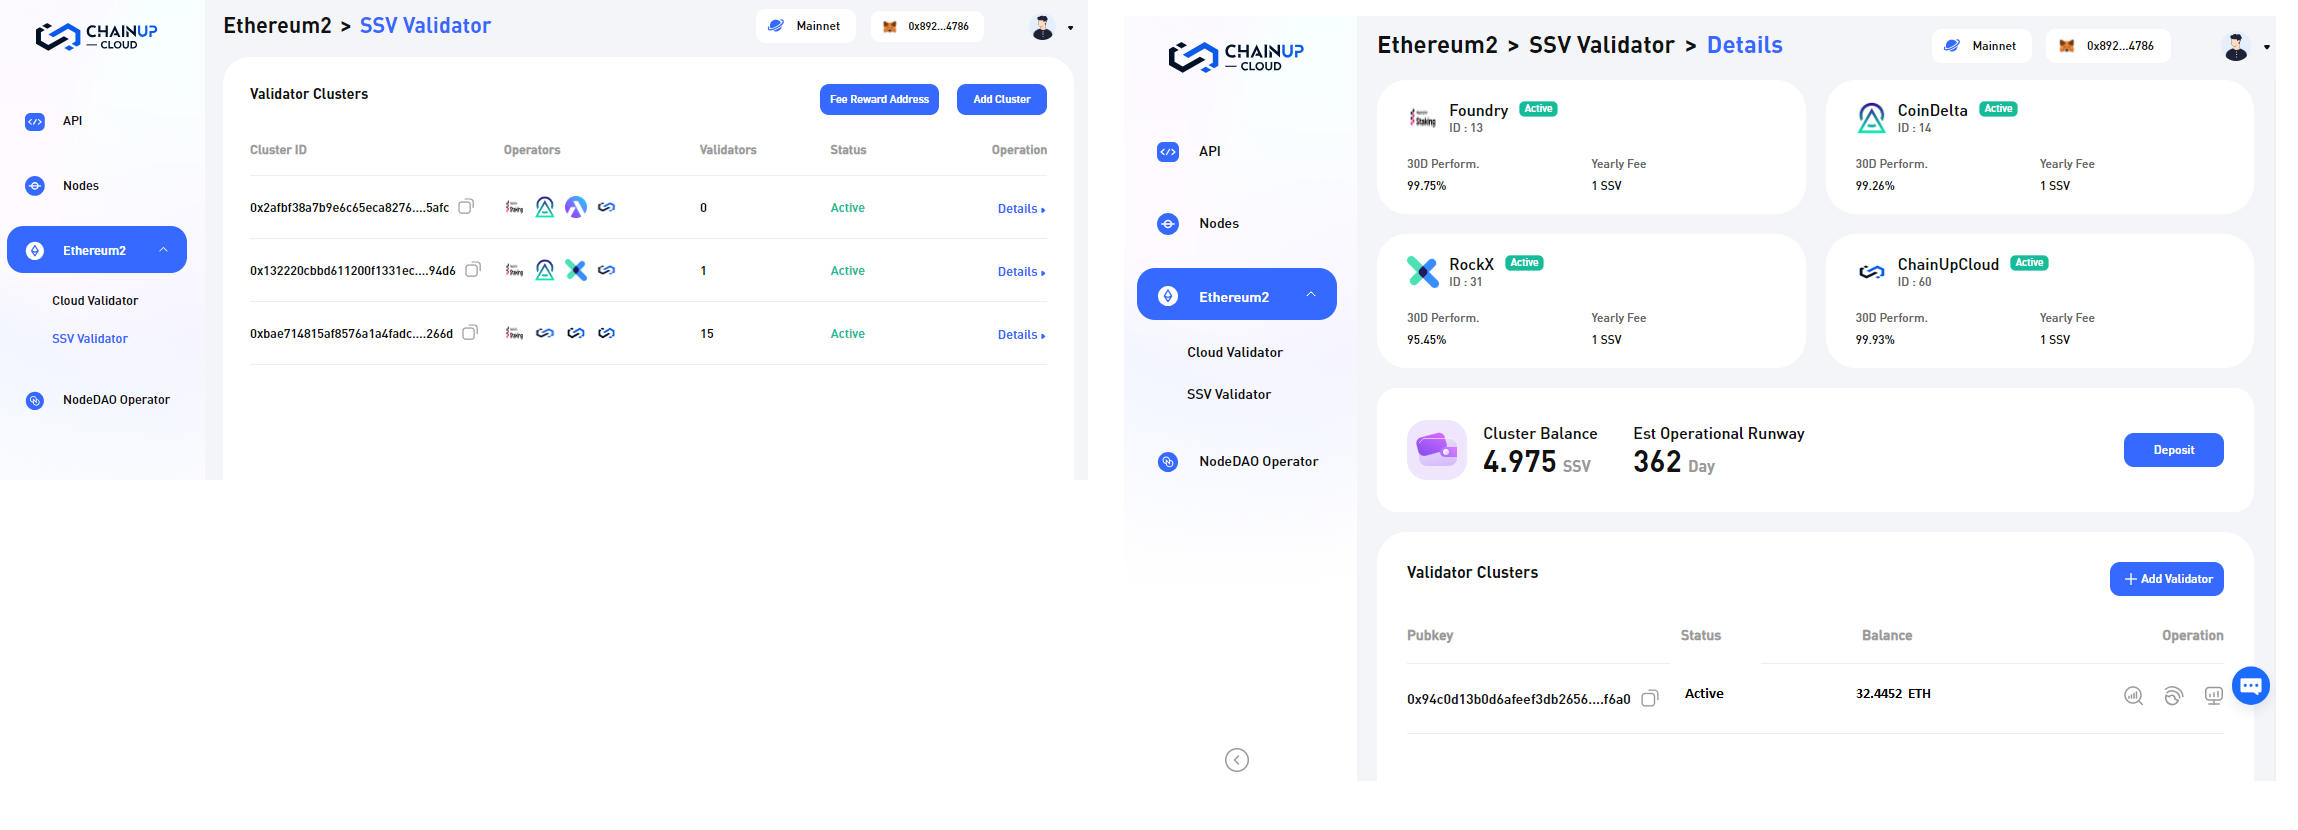 CHAINUP
CLOUD
API
Nodes
Ethereum2
Cloud Validator
SSV Validator
NodeDAO Operator
Ethereum2 > SSV Validator
Mainnet
0x892...4786
Validator Clusters
Fee Reward Address
Add Cluster
Cluster ID Operators Validators Status Operation
0x2afbf38a7b9e6c65eca8276....5afc Staking 0 Active Details
0x132220cbbd611200f1331ec....94d6 Staking 1 Active Details
0xbae714815af8576a1a4fadc....266d Staking 15 Active Details
CHAINUP
CLOUD
API
Nodes
Ethereum2
Cloud Validator
SSV Validator
NodeDAO Operator
Ethereum2 > SSV Validator > Details
Mainnet
0x892...4786
Staking
Foundry Active
ID : 13
30D Perform. Yearly Fee
99.75% 1 SSV
CoinDelta Active
ID : 14
30D Perform. Yearly Fee
99.26% 1 SSV
RockX Active
ID : 31
30D Perform. Yearly Fee
95.45% 1 SSV
ChainUpCloud Active
ID : 60
30D Perform. Yearly Fee
99.93% 1 SSV
Cluster Balance Est Operational Runway
4.975 SSV 362 Day
Deposit
Validator Clusters
+ Add Validator
Pubkey Status Balance Operation
0x94c0d13b0d6afeef3db2656....f6a0 Active 32.4452 ETH